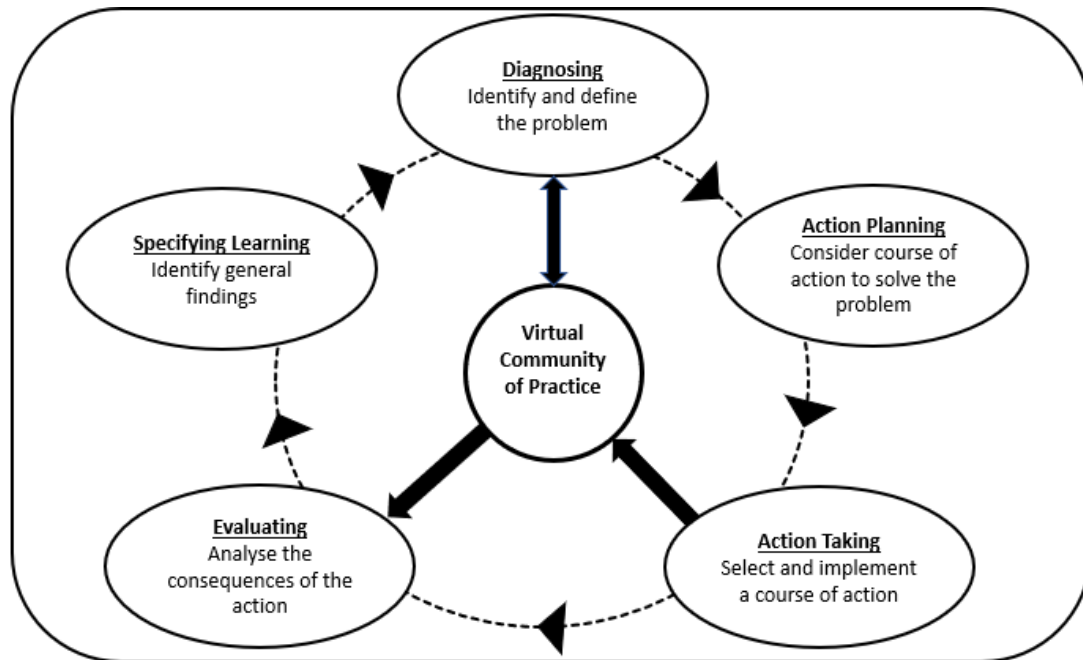 Diagnosing
Identify and define
the problem
Action Planning
Consider course of
action to solve the
problem
Specifying Learning
Identify general
findings
Virtual
Community
of Practice
Evaluating
Analyse the
consequences of the
action
Action Taking
Select and implement
a course of action